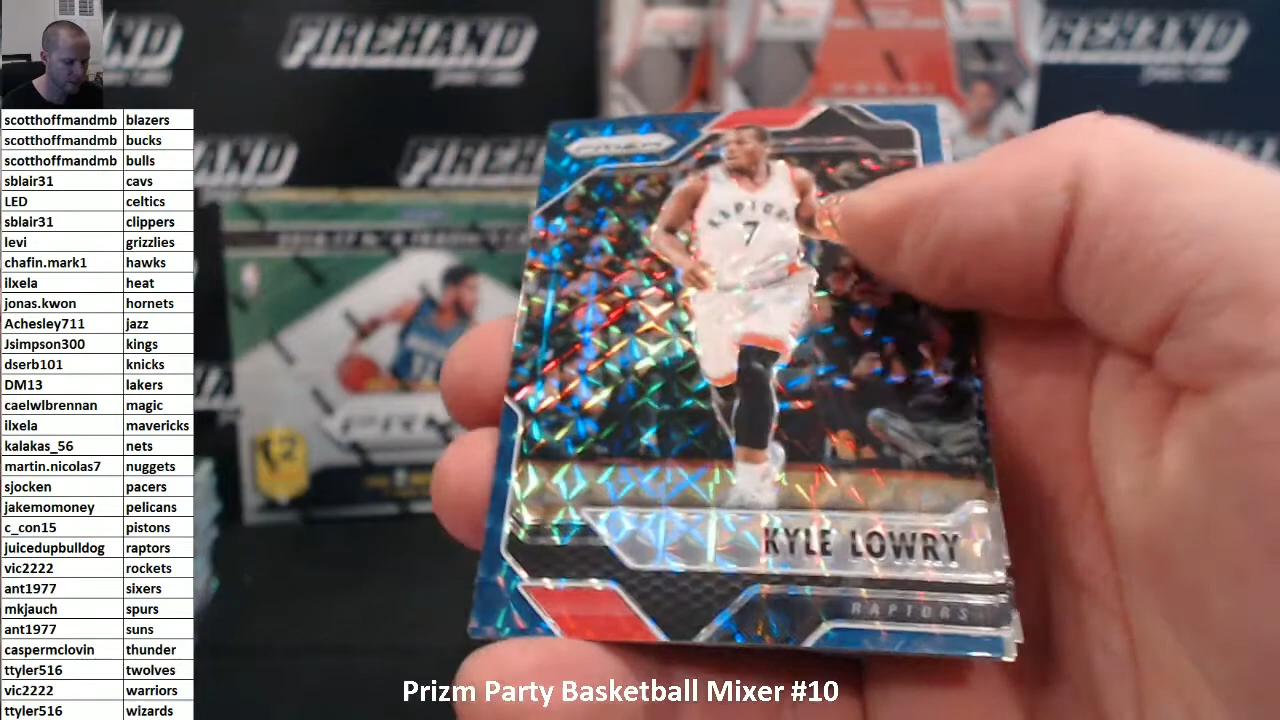 FIREHAND
FIREHAND
PRIZM
RAPTORS
7
KYLE LOWRY
RAPTORS
scotthoffmandmb blazers
scotthoffmandmb bucks
scotthoffmandmb bulls
sblair31 cavs
LED celtics
sblair31 clippers
levi grizzlies
chafin.mark1 hawks
ilxela heat
jonas.kwon hornets
Achesley711 jazz
Jsimpson300 kings
dserb101 knicks
DM13 lakers
caelwlbrennan magic
ilxela mavericks
kalakas_56 nets
martin.nicolas7 nuggets
sjocken pacers
jakemomoney pelicans
c_con15 pistons
juicedupbulldog raptors
vic2222 rockets
ant1977 sixers
mkjauch spurs
ant1977 suns
caspermclovin thunder
ttyler516 twolves
vic2222 warriors
ttyler516 wizards
Prizm Party Basketball Mixer #10